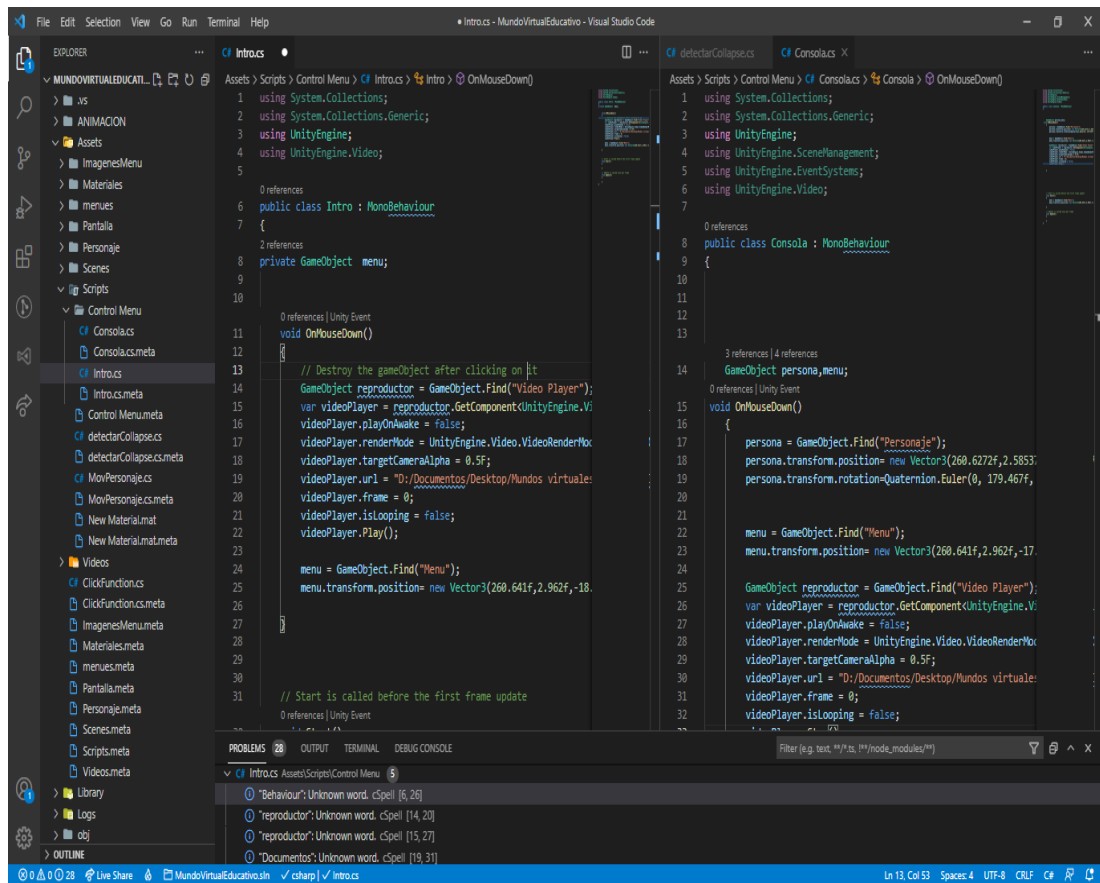 File Edit Selection View Go Run Terminal Help
• Intro.cs - MundoVirtualEducativo - Visual Studio Code
EXPLORER
MUNDOVIRTUALEDUCATI...
.vs
ANIMACION
Assets
ImagenesMenu
Materiales
menues
Pantalla
Personaje
Scenes
Scripts
Control Menu
C# Consola.cs
Consola.cs.meta
C# Intro.cs
Intro.cs.meta
Control Menu.meta
C# detectarCollapse.cs
detectarCollapse.cs.meta
C# MovPersonaje.cs
MovPersonaje.cs.meta
New Material.mat
New Material.mat.meta
Videos
C# ClickFunction.cs
ClickFunction.cs.meta
ImagenesMenu.meta
Materiales.meta
menues.meta
Pantalla.meta
Personaje.meta
Scenes.meta
Scripts.meta
Videos.meta
Library
Logs
obj
OUTLINE
C# Intro.cs ●
Assets > Scripts > Control Menu > C# Intro.cs > Intro > OnMouseDown()
1 using System.Collections;
2 using System.Collections.Generic;
3 using UnityEngine;
4 using UnityEngine.Video;
5
0 references
6 public class Intro : MonoBehaviour
7 {
2 references
8 private GameObject menu;
9
10
0 references | Unity Event
11 void OnMouseDown()
12 {
13 // Destroy the gameObject after clicking on it
14 GameObject reproductor = GameObject.Find("Video Player");
15 var videoPlayer = reproductor.GetComponent<UnityEngine.Vi
16 videoPlayer.playOnAwake = false;
17 videoPlayer.renderMode = UnityEngine.Video.VideoRenderMod
18 videoPlayer.targetCameraAlpha = 0.5F;
19 videoPlayer.url = "D:/Documentos/Desktop/Mundos virtuales
20 videoPlayer.frame = 0;
21 videoPlayer.isLooping = false;
22 videoPlayer.Play();
23
24 menu = GameObject.Find("Menu");
25 menu.transform.position= new Vector3(260.641f,2.962f,-18.
26
27 }
28
29
30
31 // Start is called before the first frame update
0 references | Unity Event
C# detectarCollapse.cs
C# Consola.cs X
Assets > Scripts > Control Menu > C# Consola.cs > Consola > OnMouseDown()
1 using System.Collections;
2 using System.Collections.Generic;
3 using UnityEngine;
4 using UnityEngine.SceneManagement;
5 using UnityEngine.EventSystems;
6 using UnityEngine.Video;
7
0 references
8 public class Consola : MonoBehaviour
9 {
10
11
12
13
3 references | 4 references
14 GameObject persona,menu;
0 references | Unity Event
15 void OnMouseDown()
16 {
17 persona = GameObject.Find("Personaje");
18 persona.transform.position= new Vector3(260.6272f,2.5853
19 persona.transform.rotation=Quaternion.Euler(0, 179.467f,
20
21
22 menu = GameObject.Find("Menu");
23 menu.transform.position= new Vector3(260.641f,2.962f,-17.
24
25 GameObject reproductor = GameObject.Find("Video Player");
26 var videoPlayer = reproductor.GetComponent<UnityEngine.Vi
27 videoPlayer.playOnAwake = false;
28 videoPlayer.renderMode = UnityEngine.Video.VideoRenderMod
29 videoPlayer.targetCameraAlpha = 0.5F;
30 videoPlayer.url = "D:/Documentos/Desktop/Mundos virtuales
31 videoPlayer.frame = 0;
32 videoPlayer.isLooping = false;
PROBLEMS 28 OUTPUT TERMINAL DEBUG CONSOLE
Filter (e.g. text, **/*.ts, !**/node_modules/**)
C# Intro.cs Assets\Scripts\Control Menu 5
"Behaviour": Unknown word. cSpell [6, 26]
"reproductor": Unknown word. cSpell [14, 20]
"reproductor": Unknown word. cSpell [15, 27]
"Documentos": Unknown word. cSpell [19, 31]
0 0 28 Live Share MundoVirtualEducativo.sln ✓ csharp | ✓ Intro.cs Ln 13, Col 53 Spaces: 4 UTF-8 CRLF C#